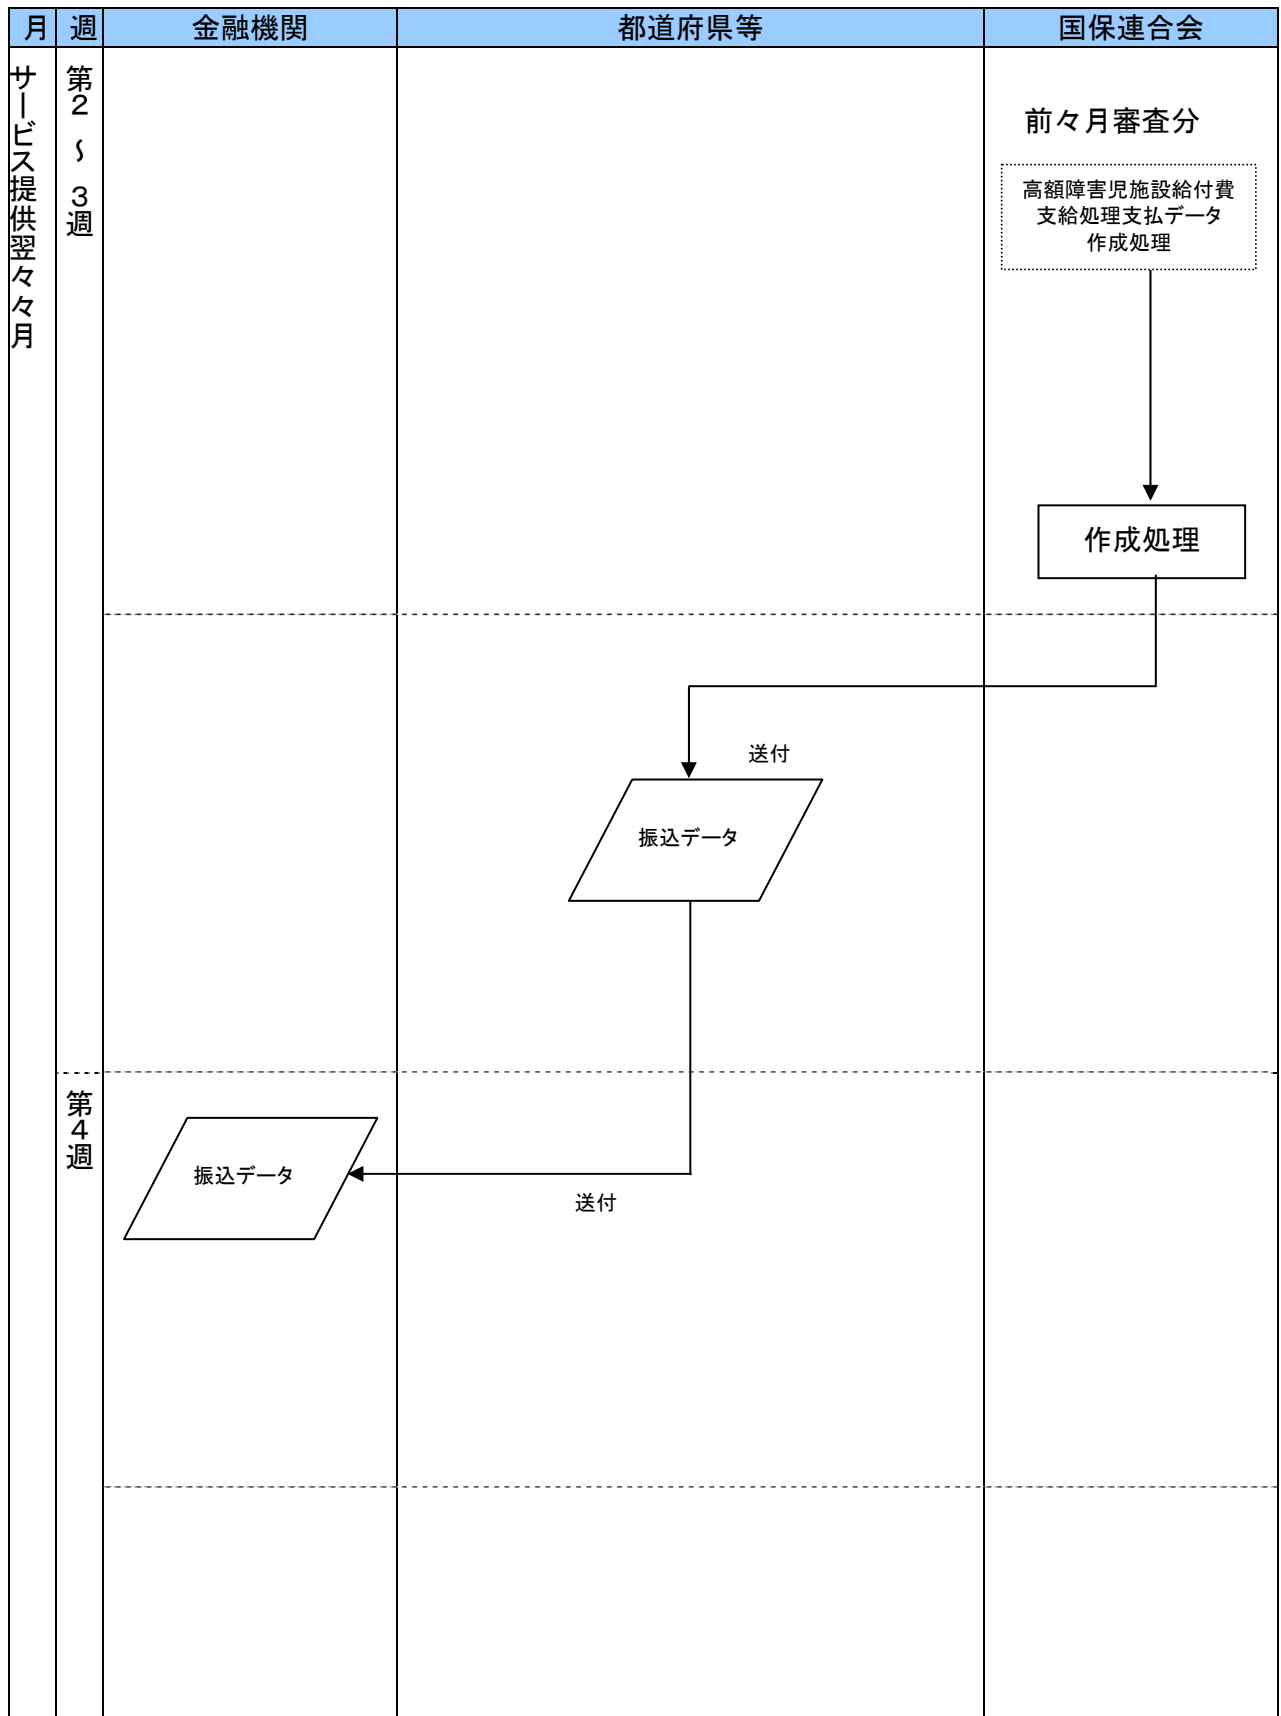 月 週 金融機関 都道府県等 国保連合会
サービス提供翌々々月
第2～3週
前々月審査分
高額障害児施設給付費
支給処理支払データ
作成処理
作成処理
送付
振込データ
第4週
振込データ
送付